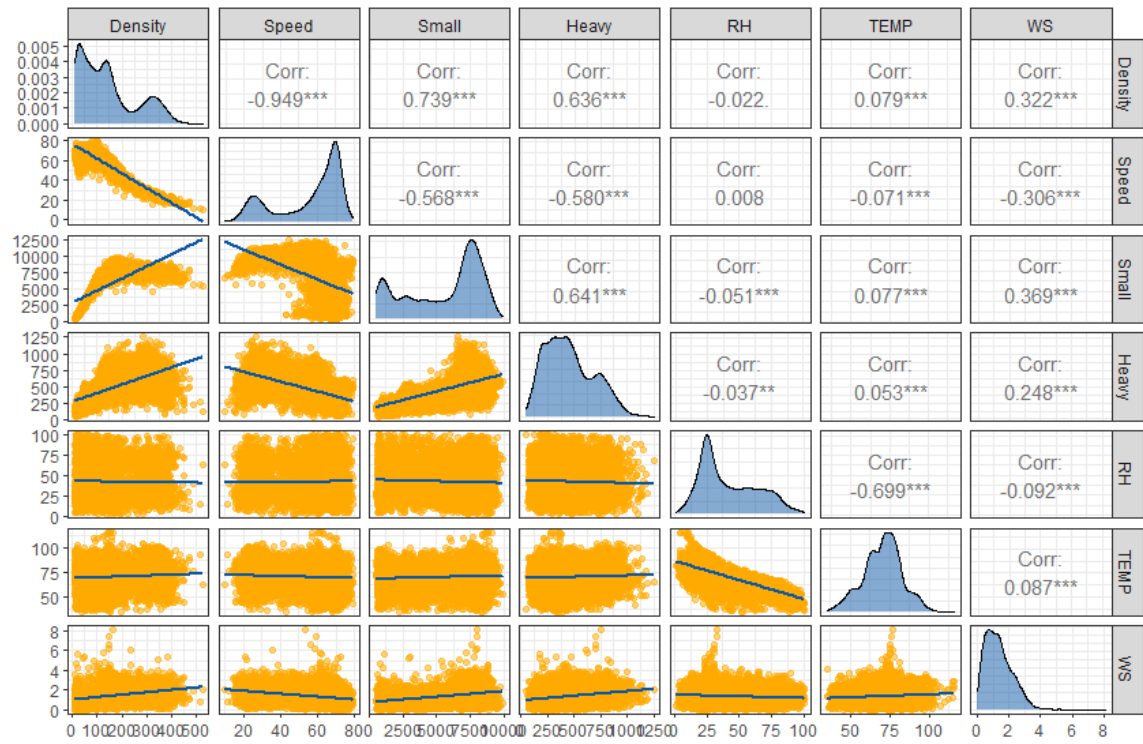 Density Speed Small Heavy RH TEMP WS
0.005
0.004
0.003
0.002
0.001
0.000
Corr:
-0.949***
Corr:
0.739***
Corr:
0.636***
Corr:
-0.022.
Corr:
0.079***
Corr:
0.322***
Density
80
60
40
20
0
Corr:
-0.568***
Corr:
-0.580***
Corr:
0.008
Corr:
-0.071***
Corr:
-0.306***
Speed
12500
10000
7500
5000
2500
0
Corr:
0.641***
Corr:
-0.051***
Corr:
0.077***
Corr:
0.369***
Small
1250
1000
750
500
250
0
Corr:
-0.037**
Corr:
0.053***
Corr:
0.248***
Heavy
100
75
50
25
0
Corr:
-0.699***
Corr:
-0.092***
RH
100
75
50
Corr:
0.087***
TEMP
8
6
4
2
0
WS
0 100 200 300 400 500
20 40 60 80
0 2500 5000 7500 10000 12500
0 250 500 750 1000 1250
0 25 50 75 100
50 75 100
0 2 4 6 8